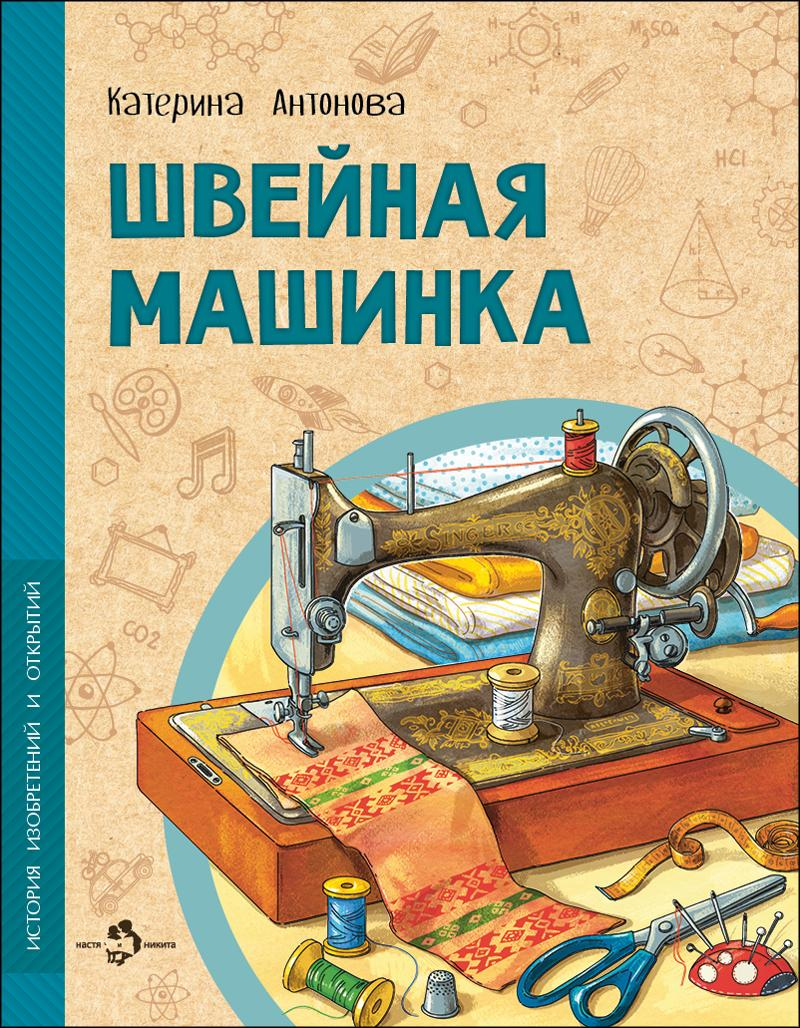 Катерина Антонова
ШВЕЙНАЯ
МАШИНКА
MgSO4
HCl
X
P
CO2
SINGER
ИСТОРИЯ ИЗОБРЕТЕНИЙ И ОТКРЫТИЙ
настя и никита